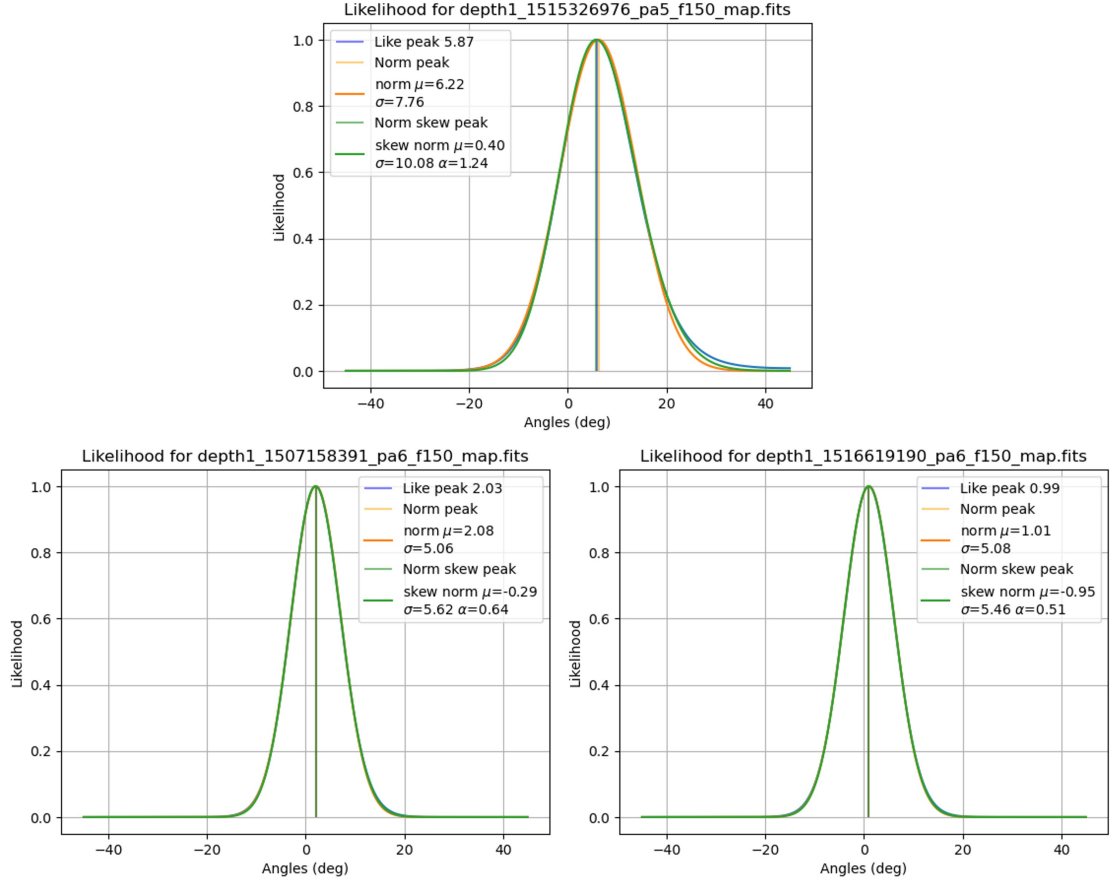 Likelihood for depth1_1515326976_pa5_f150_map.fits
1.0
0.8
0.6
0.4
0.2
0.0
Likelihood
Like peak 5.87
Norm peak
norm μ=6.22
σ=7.76
Norm skew peak
skew norm μ=0.40
σ=10.08 α=1.24
−40
−20
0
20
40
Angles (deg)
Likelihood for depth1_1507158391_pa6_f150_map.fits
1.0
0.8
0.6
0.4
0.2
0.0
Likelihood
Like peak 2.03
Norm peak
norm μ=2.08
σ=5.06
Norm skew peak
skew norm μ=-0.29
σ=5.62 α=0.64
−40
−20
0
20
40
Angles (deg)
Likelihood for depth1_1516619190_pa6_f150_map.fits
1.0
0.8
0.6
0.4
0.2
0.0
Likelihood
Like peak 0.99
Norm peak
norm μ=1.01
σ=5.08
Norm skew peak
skew norm μ=-0.95
σ=5.46 α=0.51
−40
−20
0
20
40
Angles (deg)